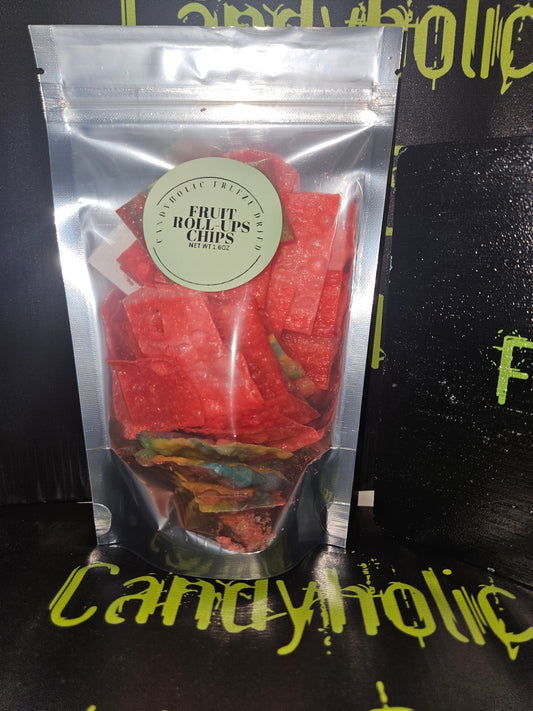 Candyholic
CANDYHOLIC FREEZE DRIED
FRUIT
ROLL-UPS
CHIPS
NET WT 1.6OZ
F
Candyholic